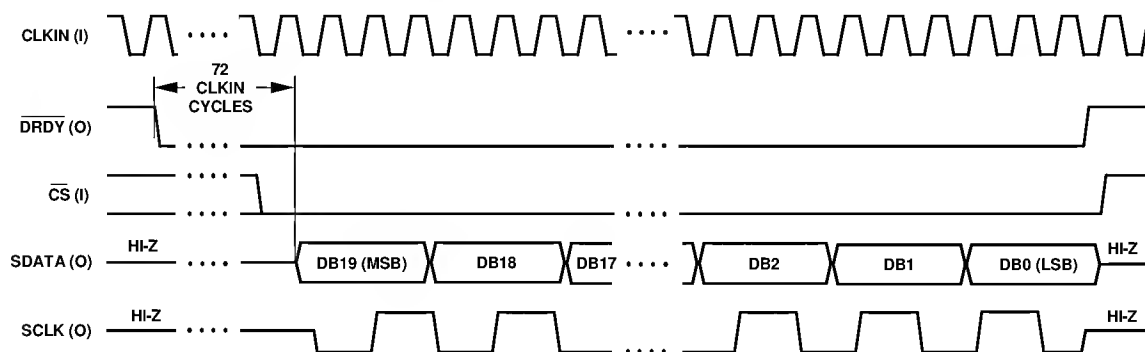 CLKIN (I)
72
CLKIN
CYCLES
DRDY (O)
CS (I)
HI-Z
HI-Z
SDATA (O)
DB19 (MSB)
DB18
DB17
DB2
DB1
DB0 (LSB)
HI-Z
HI-Z
SCLK (O)